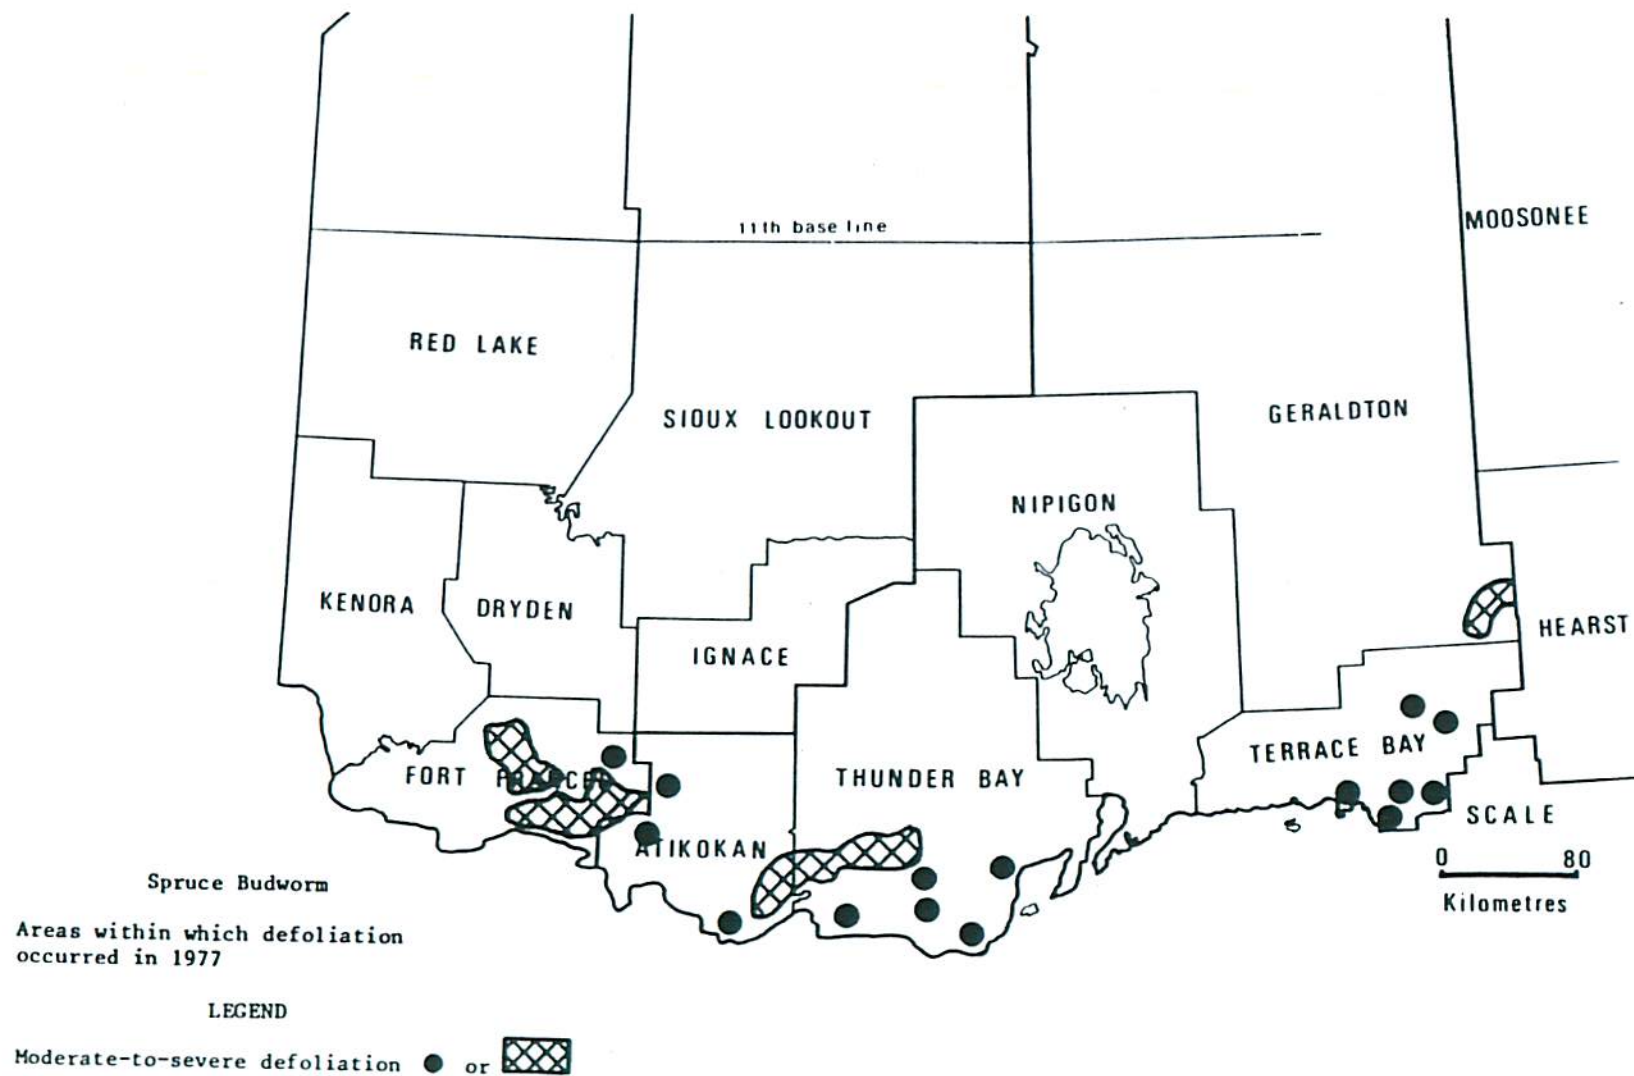 11th base line
MOOSONEE
RED LAKE
SIOUX LOOKOUT
GERALDTON
NIPIGON
KENORA
DRYDEN
IGNACE
HEARST
FORT
THUNDER BAY
TERRACE BAY
ATIKOKAN
SCALE
0 80
Kilometres
Spruce Budworm
Areas within which defoliation
occurred in 1977
LEGEND
Moderate-to-severe defoliation or